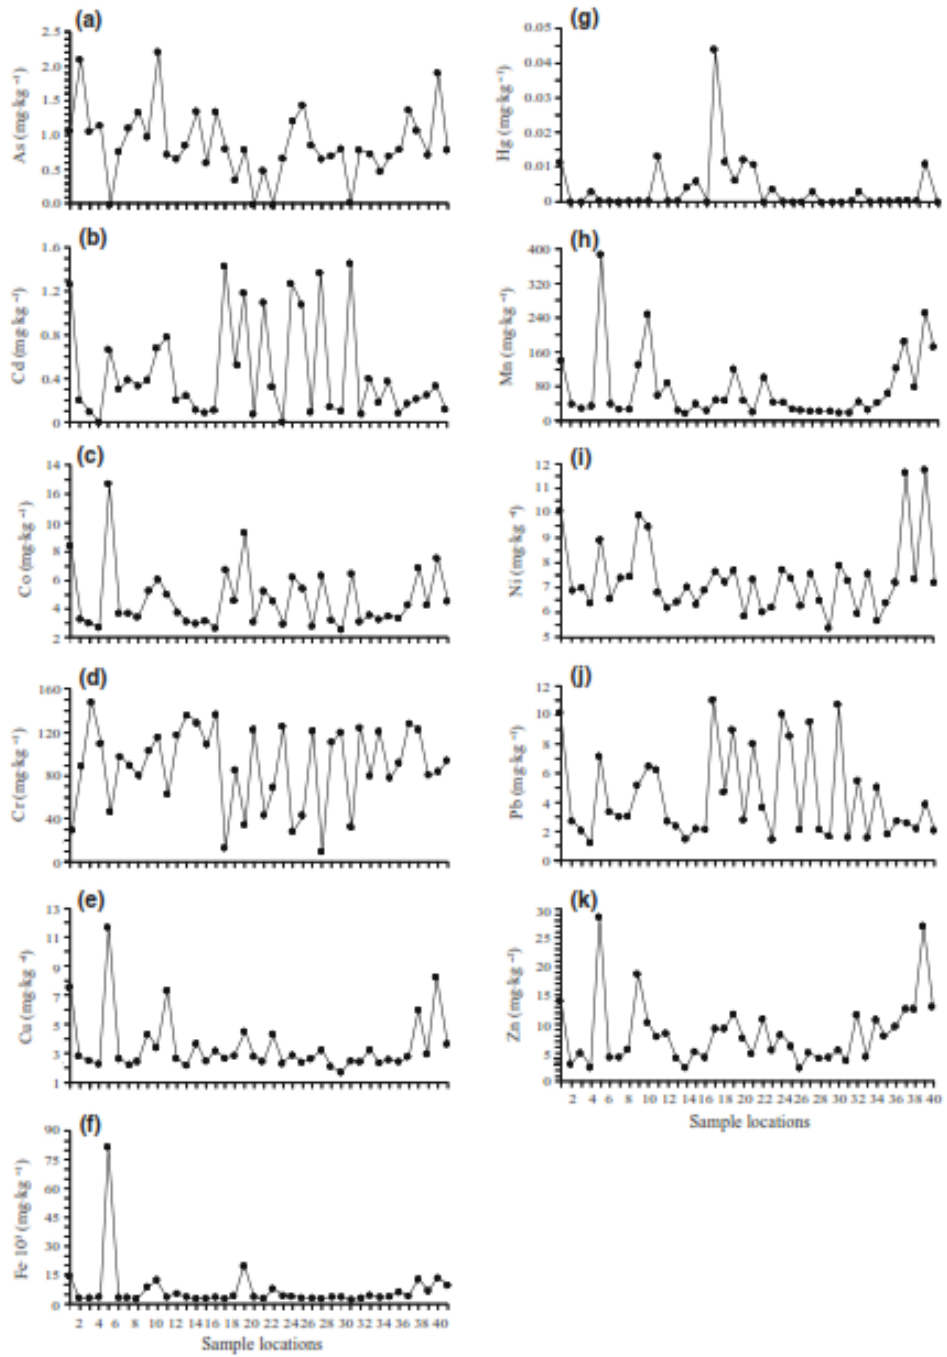 (a)
As (mg·kg⁻¹)
2.5
2.0
1.5
1.0
0.5
0.0
(b)
Cd (mg·kg⁻¹)
1.6
1.2
0.8
0.4
0
(c)
Co (mg·kg⁻¹)
14
16
10
8
6
4
2
(d)
Cr (mg·kg⁻¹)
160
120
80
40
0
(e)
Cu (mg·kg⁻¹)
13
11
9
7
5
3
1
(f)
Fe 10³ (mg·kg⁻¹)
90
75
60
45
30
15
0
2 4 6 8 10 12 14 16 18 20 22 24 26 28 30 32 34 36 38 40
Sample locations
(g)
Hg (mg·kg⁻¹)
0.05
0.04
0.03
0.02
0.01
0
(h)
Mn (mg·kg⁻¹)
400
320
240
160
80
0
(i)
Ni (mg·kg⁻¹)
12
11
10
9
8
7
6
5
(j)
Pb (mg·kg⁻¹)
12
10
8
6
4
2
0
(k)
Zn (mg·kg⁻¹)
30
25
20
15
10
5
0
2 4 6 8 10 12 14 16 18 20 21 22 24 26 28 30 32 34 36 38 40
Sample locations